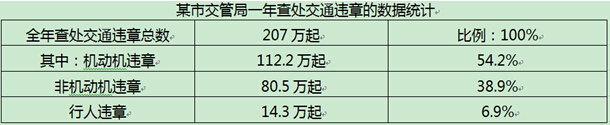 某市交管局一年查处交通违章的数据统计
全年查处交通违章总数 207 万起 比例：100%
其中：机动机违章 112.2 万起 54.2%
非机动机违章 80.5 万起 38.9%
行人违章 14.3 万起 6.9%